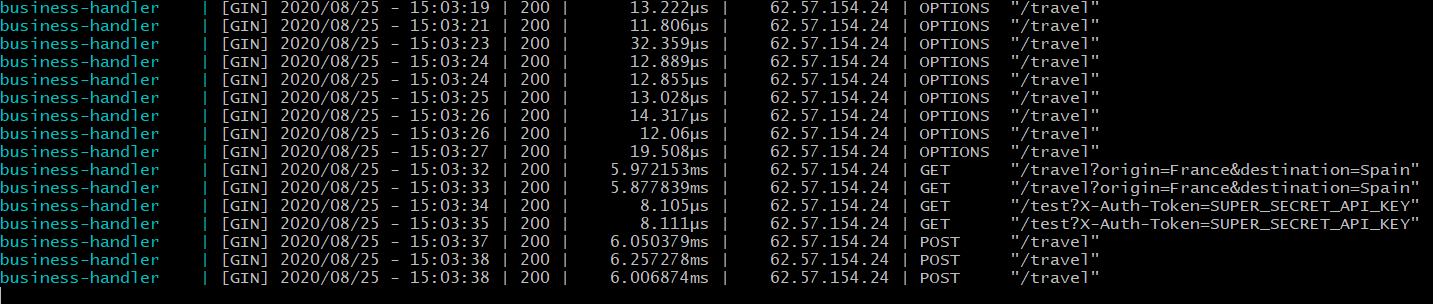 business-handler | [GIN] 2020/08/25 - 15:03:19 | 200 | 13.222µs | 62.57.154.24 | OPTIONS "/travel"
business-handler | [GIN] 2020/08/25 - 15:03:21 | 200 | 11.806µs | 62.57.154.24 | OPTIONS "/travel"
business-handler | [GIN] 2020/08/25 - 15:03:23 | 200 | 32.359µs | 62.57.154.24 | OPTIONS "/travel"
business-handler | [GIN] 2020/08/25 - 15:03:24 | 200 | 12.889µs | 62.57.154.24 | OPTIONS "/travel"
business-handler | [GIN] 2020/08/25 - 15:03:24 | 200 | 12.855µs | 62.57.154.24 | OPTIONS "/travel"
business-handler | [GIN] 2020/08/25 - 15:03:25 | 200 | 13.028µs | 62.57.154.24 | OPTIONS "/travel"
business-handler | [GIN] 2020/08/25 - 15:03:26 | 200 | 14.317µs | 62.57.154.24 | OPTIONS "/travel"
business-handler | [GIN] 2020/08/25 - 15:03:26 | 200 | 12.06µs | 62.57.154.24 | OPTIONS "/travel"
business-handler | [GIN] 2020/08/25 - 15:03:27 | 200 | 19.508µs | 62.57.154.24 | OPTIONS "/travel"
business-handler | [GIN] 2020/08/25 - 15:03:32 | 200 | 5.972153ms | 62.57.154.24 | GET "/travel?origin=France&destination=Spain"
business-handler | [GIN] 2020/08/25 - 15:03:33 | 200 | 5.877839ms | 62.57.154.24 | GET "/travel?origin=France&destination=Spain"
business-handler | [GIN] 2020/08/25 - 15:03:34 | 200 | 8.105µs | 62.57.154.24 | GET "/test?X-Auth-Token=SUPER_SECRET_API_KEY"
business-handler | [GIN] 2020/08/25 - 15:03:35 | 200 | 8.111µs | 62.57.154.24 | GET "/test?X-Auth-Token=SUPER_SECRET_API_KEY"
business-handler | [GIN] 2020/08/25 - 15:03:37 | 200 | 6.050379ms | 62.57.154.24 | POST "/travel"
business-handler | [GIN] 2020/08/25 - 15:03:38 | 200 | 6.257278ms | 62.57.154.24 | POST "/travel"
business-handler | [GIN] 2020/08/25 - 15:03:38 | 200 | 6.006874ms | 62.57.154.24 | POST "/travel"